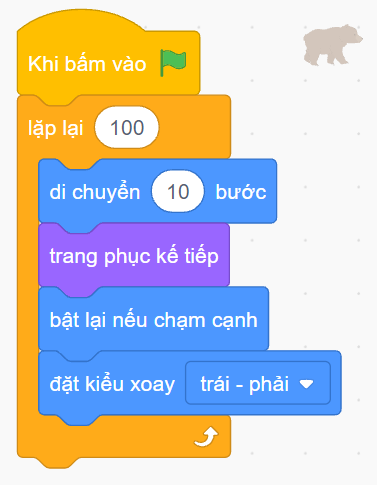 Khi bấm vào
lặp lại 100
di chuyển 10 bước
trang phục kế tiếp
bật lại nếu chạm cạnh
đặt kiểu xoay trái - phải